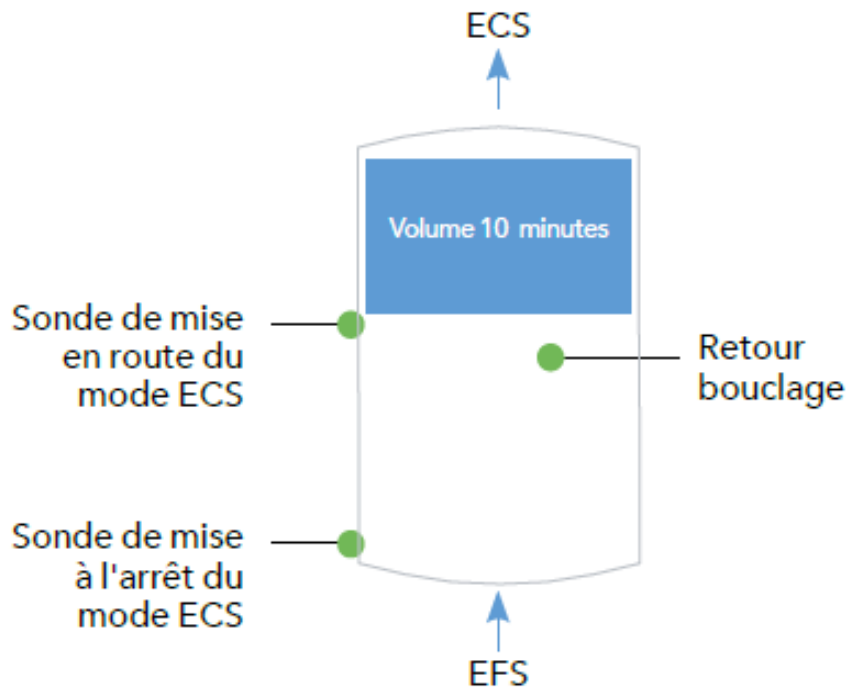 ECS
Volume 10 minutes
Sonde de mise
en route du
mode ECS
Retour
bouclage
Sonde de mise
à l'arrêt du
mode ECS
EFS